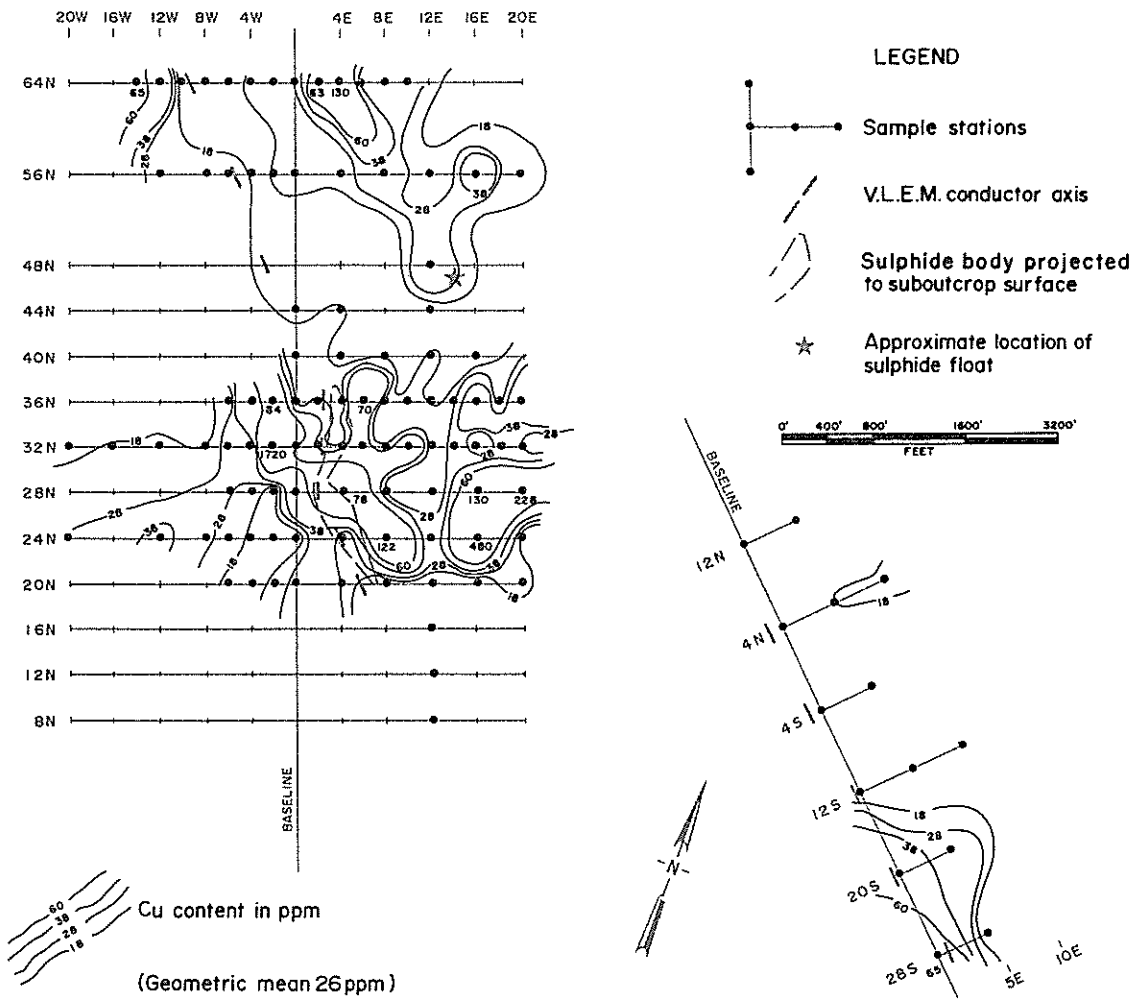 20W 16W 12W 8W 4W 4E 8E 12E 16E 20E
64N
65
63 130
60
38
28
18
60
38
18
56N
28
38
48N
44N
40N
36N
84
70
32N
18
1720
38
28
28
28N
60
28
78
130
228
28
38
28
18
38
24N
122
480
60
28
38
18
20N
16N
12N
8N
BASELINE
60
38
28
18
Cu content in ppm
(Geometric mean 26ppm)
LEGEND
Sample stations
V.L.E.M. conductor axis
Sulphide body projected
to suboutcrop surface
Approximate location of
sulphide float
0' 400' 800' 1600' 3200'
FEET
BASELINE
12N
4N
18
4S
12S
18
28
38
20S
60
28S
65
5E
10E
-N-